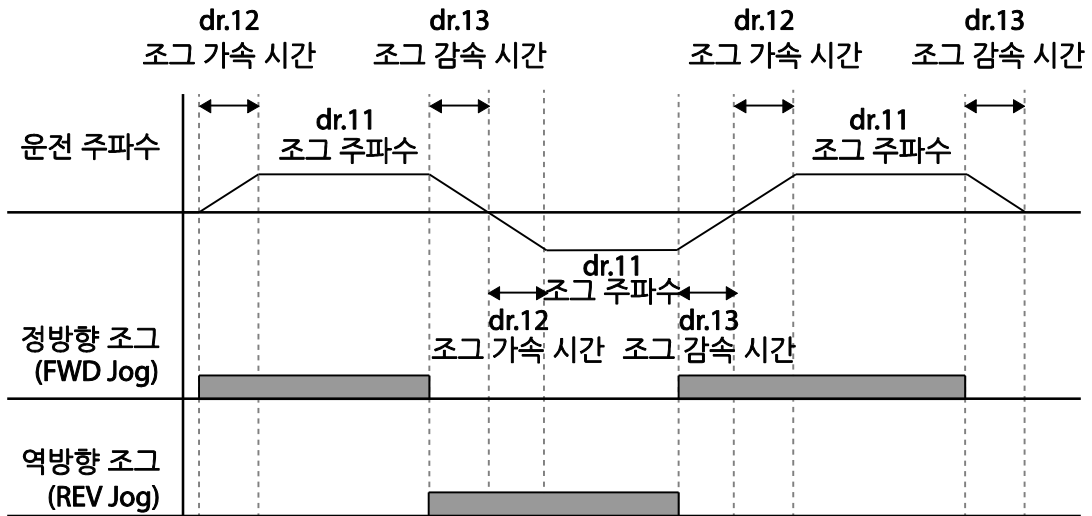 dr.12
조그 가속 시간
dr.13
조그 감속 시간
dr.12
조그 가속 시간
dr.13
조그 감속 시간
운전 주파수
dr.11
조그 주파수
dr.11
조그 주파수
dr.11
조그 주파수
dr.12
조그 가속 시간
dr.13
조그 감속 시간
정방향 조그
(FWD Jog)
역방향 조그
(REV Jog)